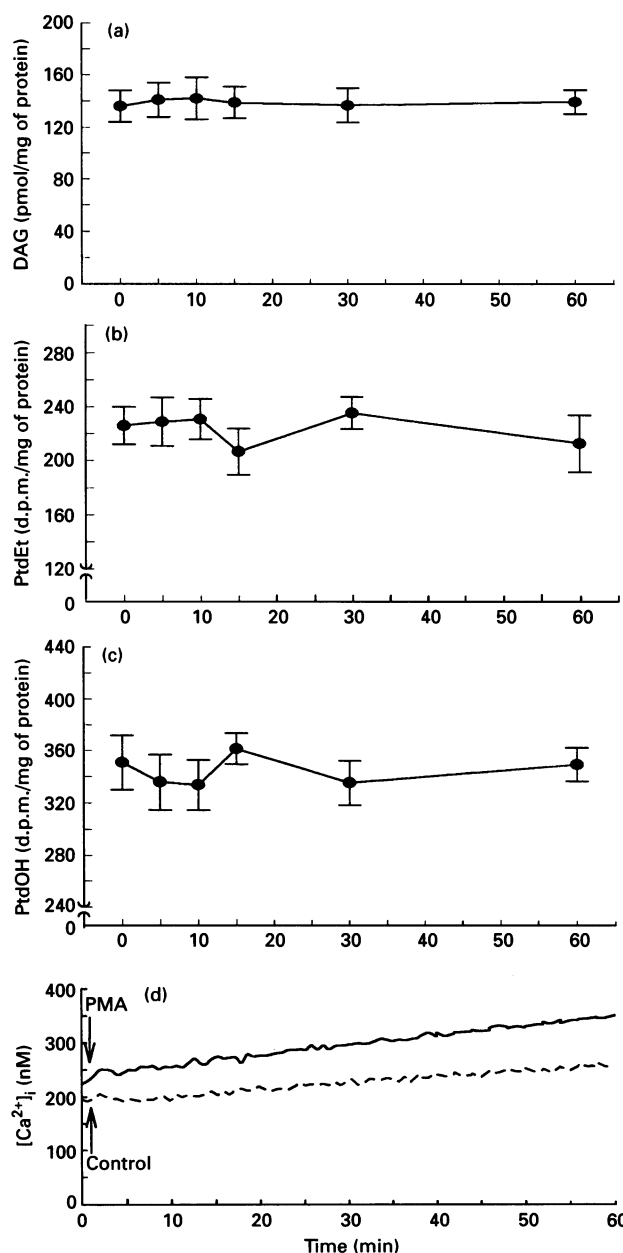 (a)
200
160
120
80
40
0
DAG (pmol/mg of protein)
0 10 20 30 40 50 60
(b)
280
240
200
160
120
0
PtdEt (d.p.m./mg of protein)
0 10 20 30 40 50 60
(c)
440
400
360
320
280
240
0
PtdOH (d.p.m./mg of protein)
0 10 20 30 40 50 60
(d)
400
300
200
100
0
[Ca²⁺]ᵢ (nM)
PMA
Control
0 10 20 30 40 50 60
Time (min)